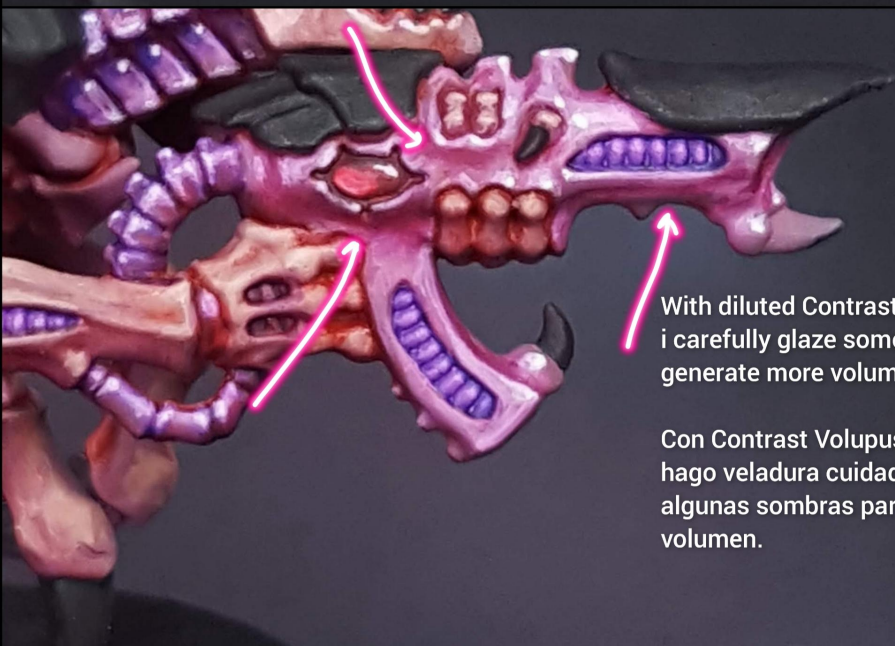 With diluted Contrast
i carefully glaze some
generate more volum
Con Contrast Volupus
hago veladura cuidad
algunas sombras par
volumen.